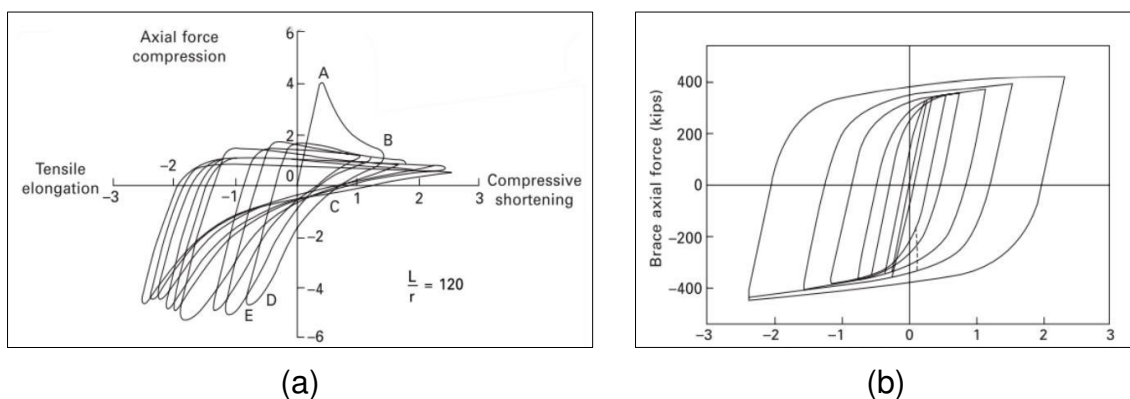 Axial force
compression
6
4
2
0
−2
−4
−6
A
B
C
D
E
Tensile
elongation
−3
−2
−1
1
2
3
Compressive
shortening
L
r
= 120
(a)
Brace axial force (kips)
400
200
0
−200
−400
−3
−2
−1
0
1
2
3
(b)